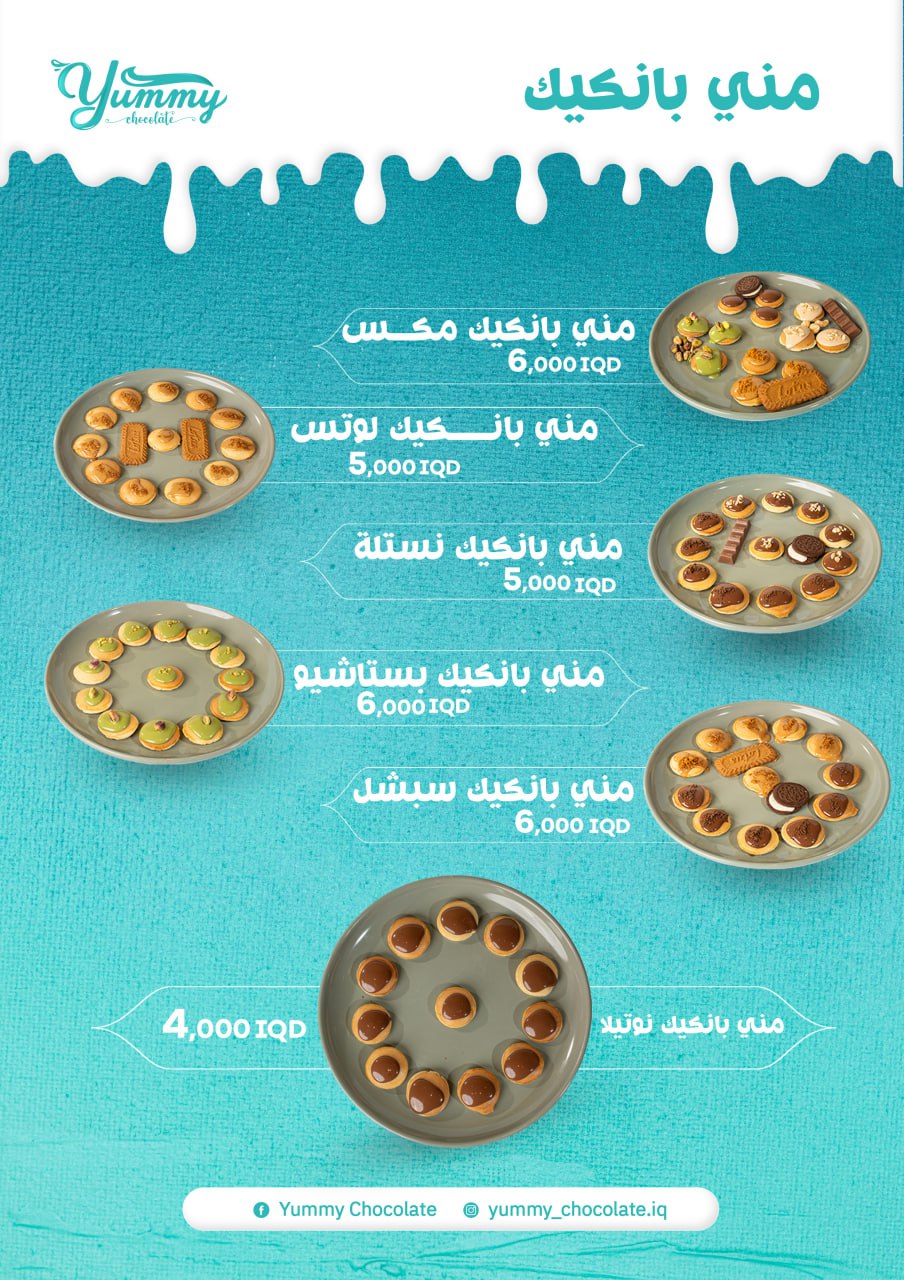 Yummy
chocolate
مني بانكيك
مني بانكيك مكس
6,000 IQD
مني بانكيك لوتس
5,000 IQD
مني بانكيك نستلة
5,000 IQD
مني بانكيك بستاشيو
6,000 IQD
مني بانكيك سبشل
6,000 IQD
مني بانكيك نوتيلا
4,000 IQD
Yummy Chocolate yummy_chocolate.iq